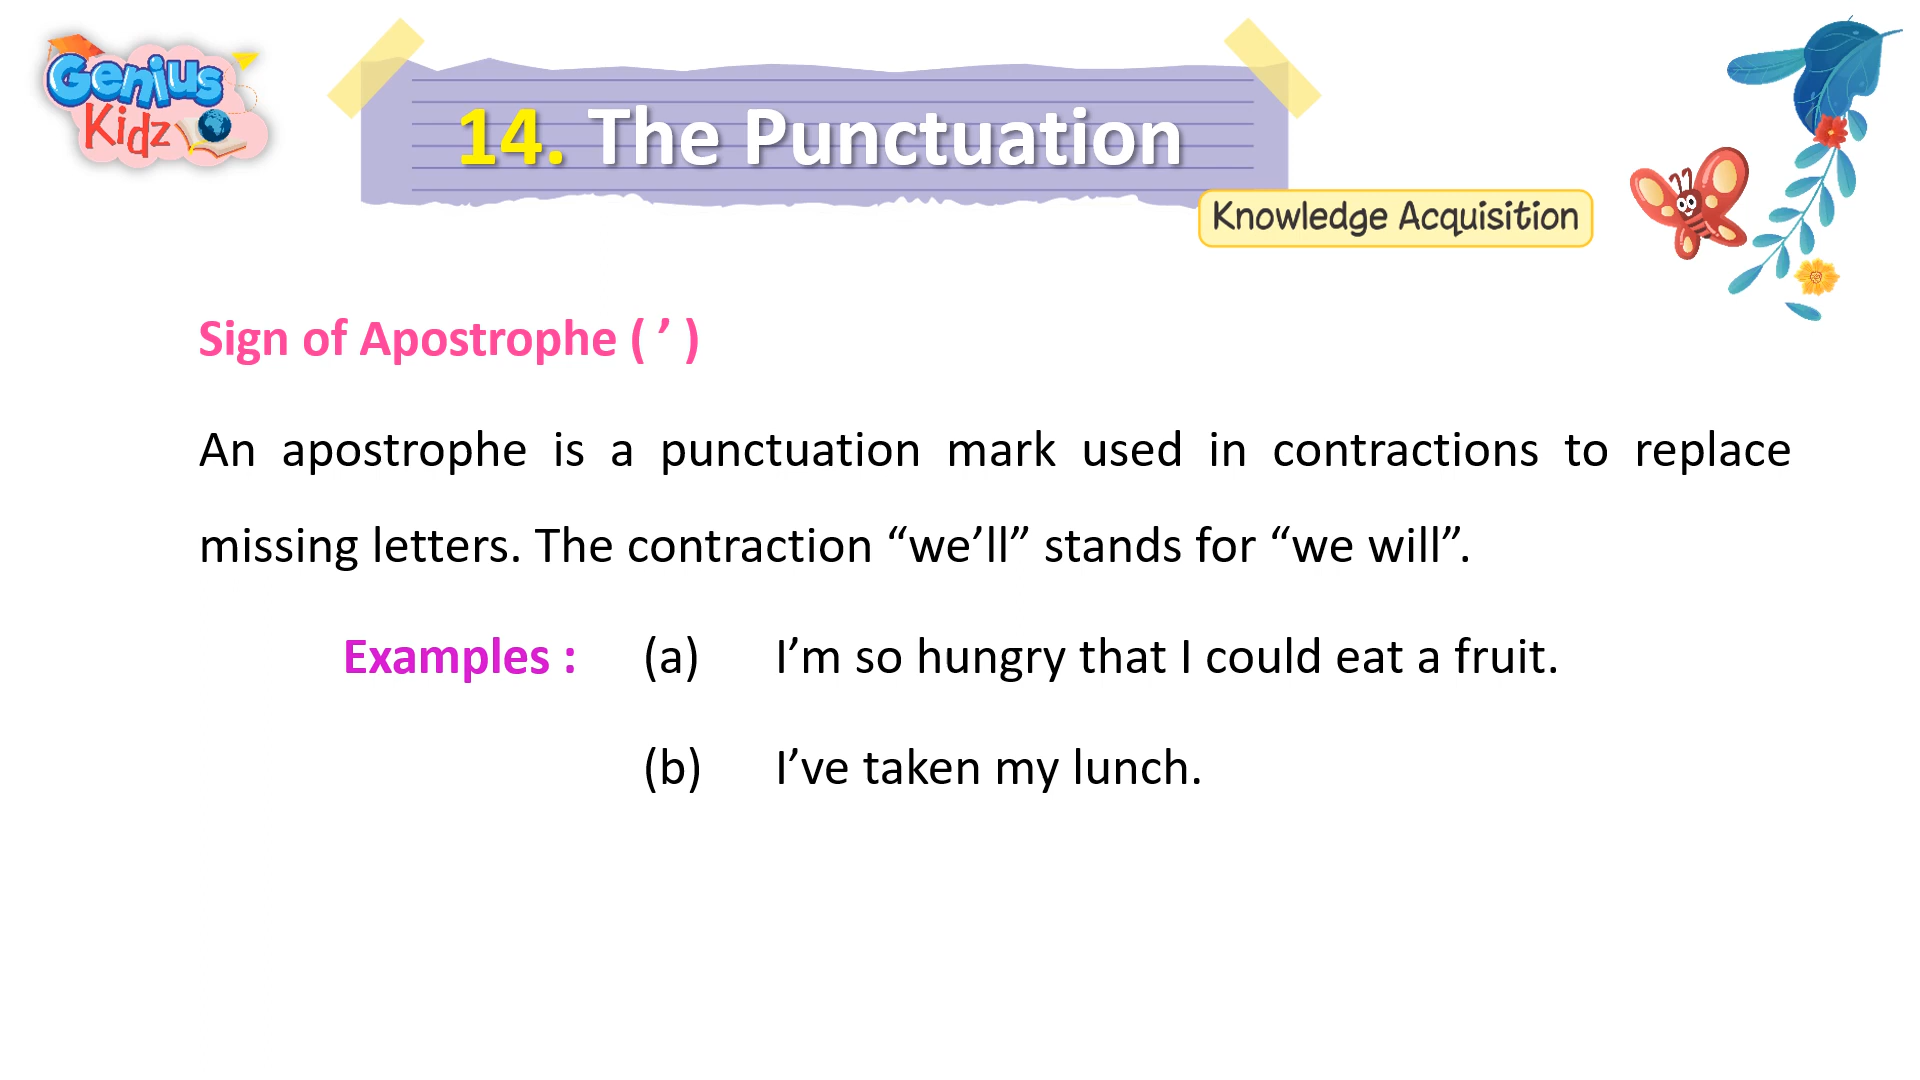 Genius
Kidz
14. The Punctuation
Knowledge Acquisition
Sign of Apostrophe ( ’ )
An apostrophe is a punctuation mark used in contractions to replace
missing letters. The contraction “we’ll” stands for “we will”.
Examples : (a) I’m so hungry that I could eat a fruit.
(b) I’ve taken my lunch.